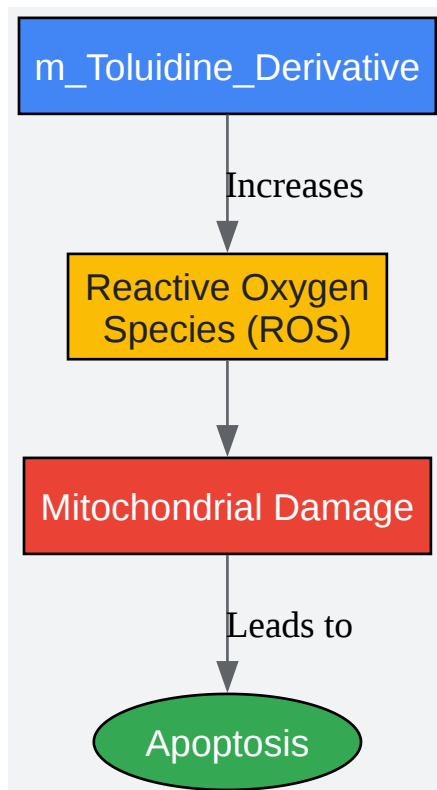 m_Toluidine_Derivative
Increases
Reactive Oxygen
Species (ROS)
Mitochondrial Damage
Leads to
Apoptosis